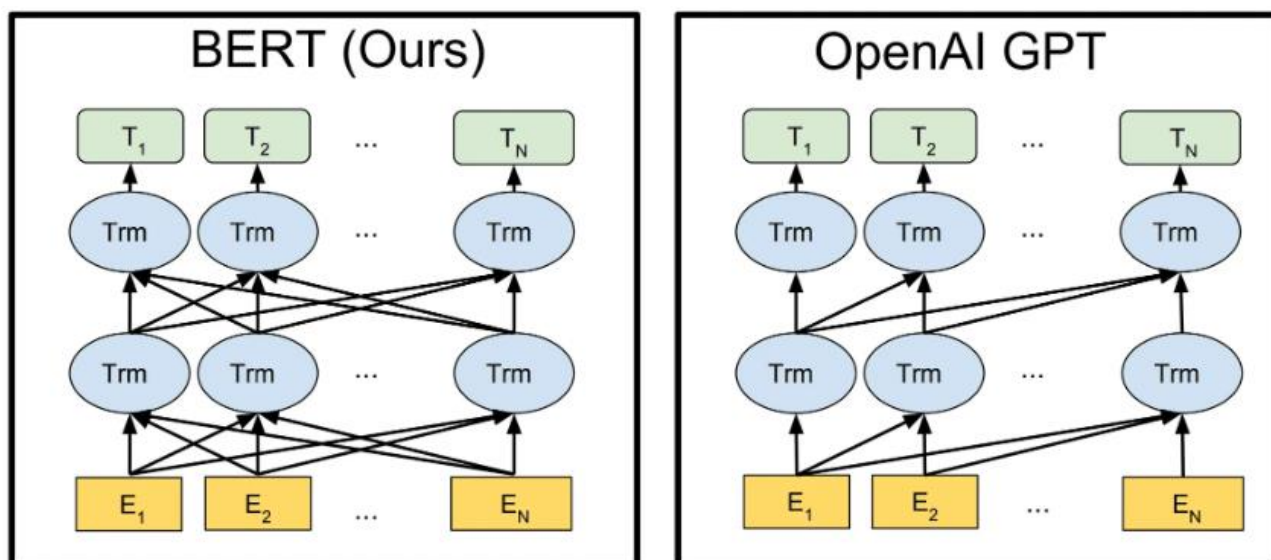 BERT (Ours)
T1 T2 ... TN
Trm Trm ... Trm
Trm Trm ... Trm
E1 E2 ... EN
OpenAI GPT
T1 T2 ... TN
Trm Trm ... Trm
Trm Trm ... Trm
E1 E2 ... EN